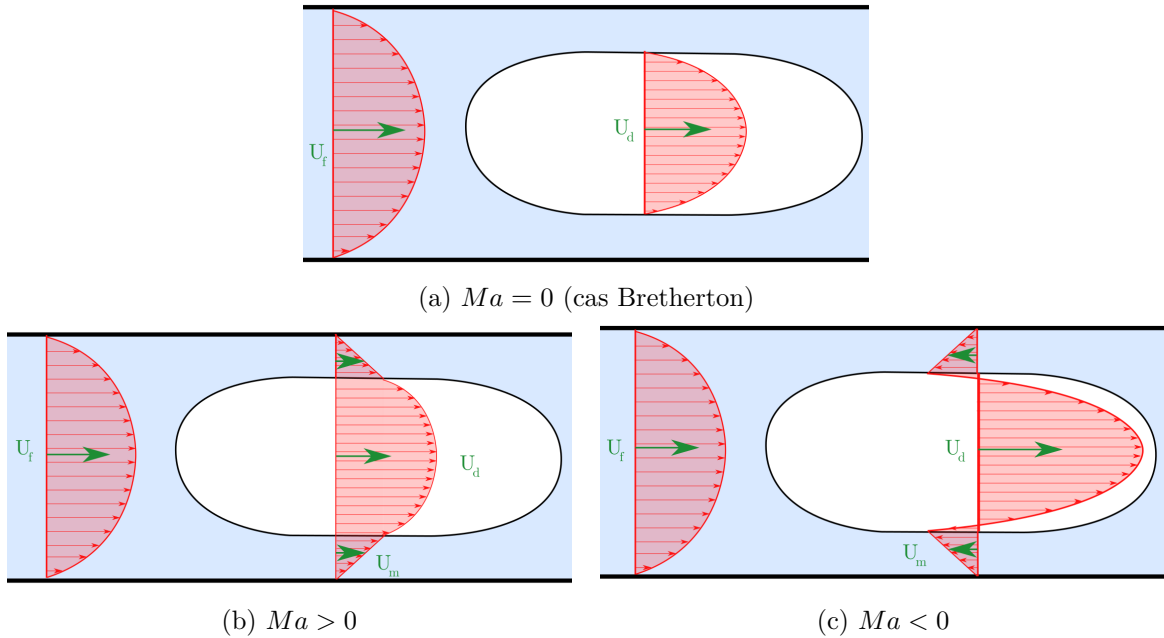 U_f
U_d
(a) Ma = 0 (cas Bretherton)
U_f
U_d
U_m
(b) Ma > 0
U_f
U_d
U_m
(c) Ma < 0